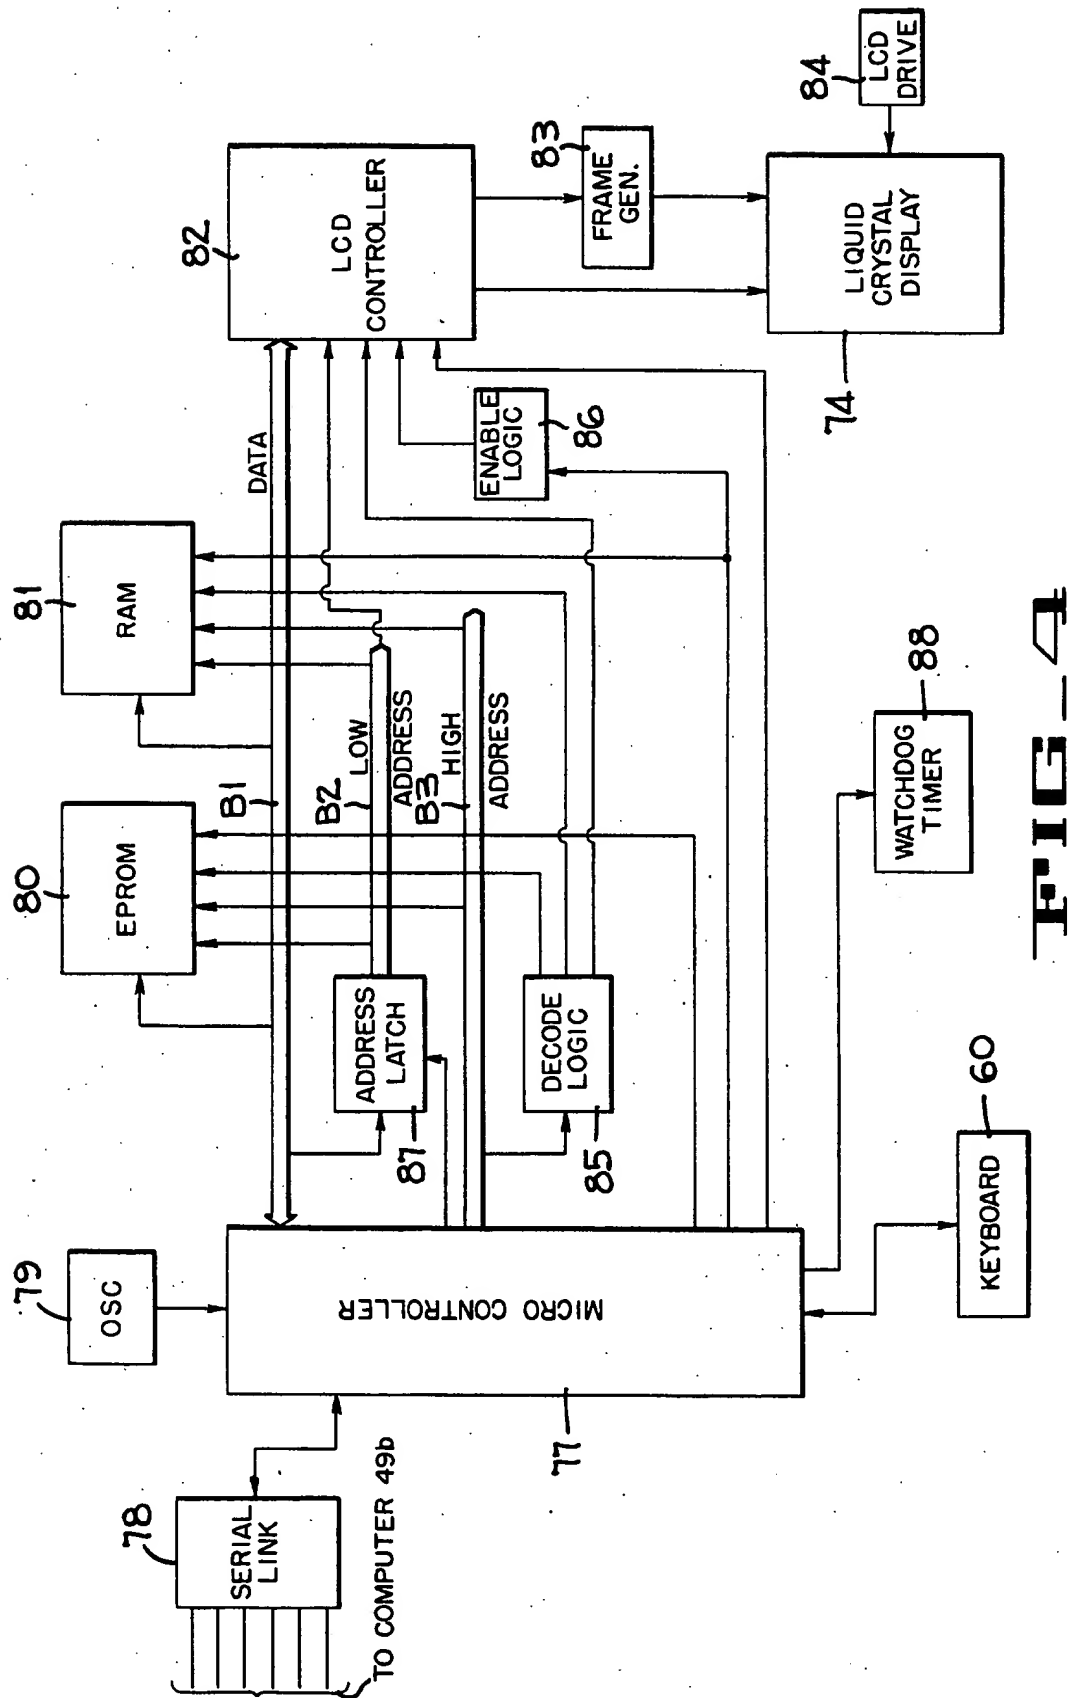 79
OSC
78
SERIAL
LINK
TO COMPUTER 49b
MICRO CONTROLLER
77
80
EPROM
81
RAM
DATA
B1
82
LCD
CONTROLLER
ADDRESS
LATCH
87
B2
LOW
ADDRESS
B3
HIGH
ADDRESS
DECODE
LOGIC
85
ENABLE
LOGIC
86
83
FRAME
GEN.
84
LCD
DRIVE
LIQUID
CRYSTAL
DISPLAY
74
KEYBOARD
60
WATCHDOG
TIMER
88
FIG_4